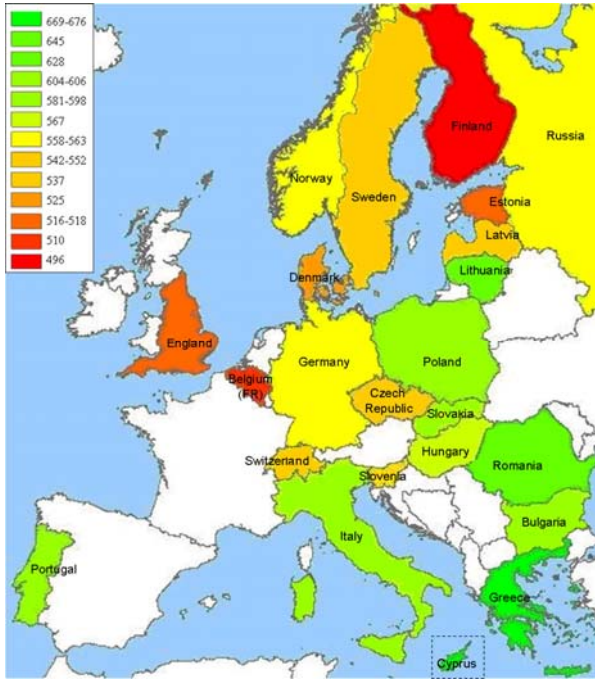 669-676
645
628
604-606
581-598
567
558-563
542-552
537
525
516-518
510
496
Finland
Russia
Norway
Sweden
Estonia
Latvia
Denmark
Lithuania
England
Germany
Poland
Belgium
(FR)
Czech
Republic
Slovakia
Hungary
Switzerland
Slovenia
Romania
Italy
Bulgaria
Portugal
Greece
Cyprus